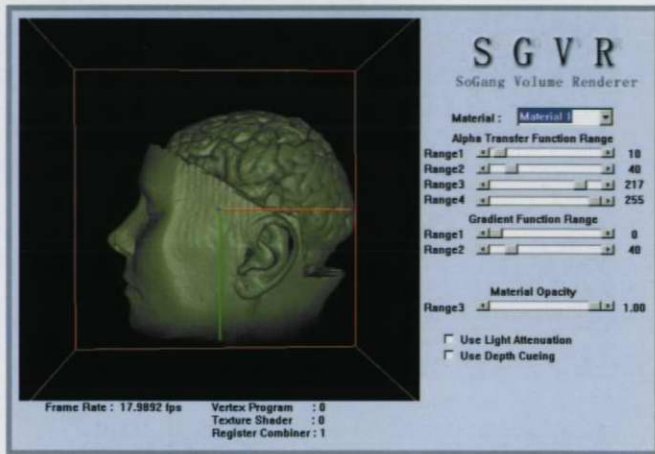 S G V R
SoGang Volume Renderer
Material : Material 1
Alpha Transfer Function Range
Range1 10
Range2 40
Range3 217
Range4 255
Gradient Function Range
Range1 0
Range2 40
Material Opacity
Range3 1.00
Use Light Attenuation
Use Depth Cueing
Frame Rate : 17.9892 fps
Vertex Program : 0
Texture Shader : 0
Register Combiner : 1